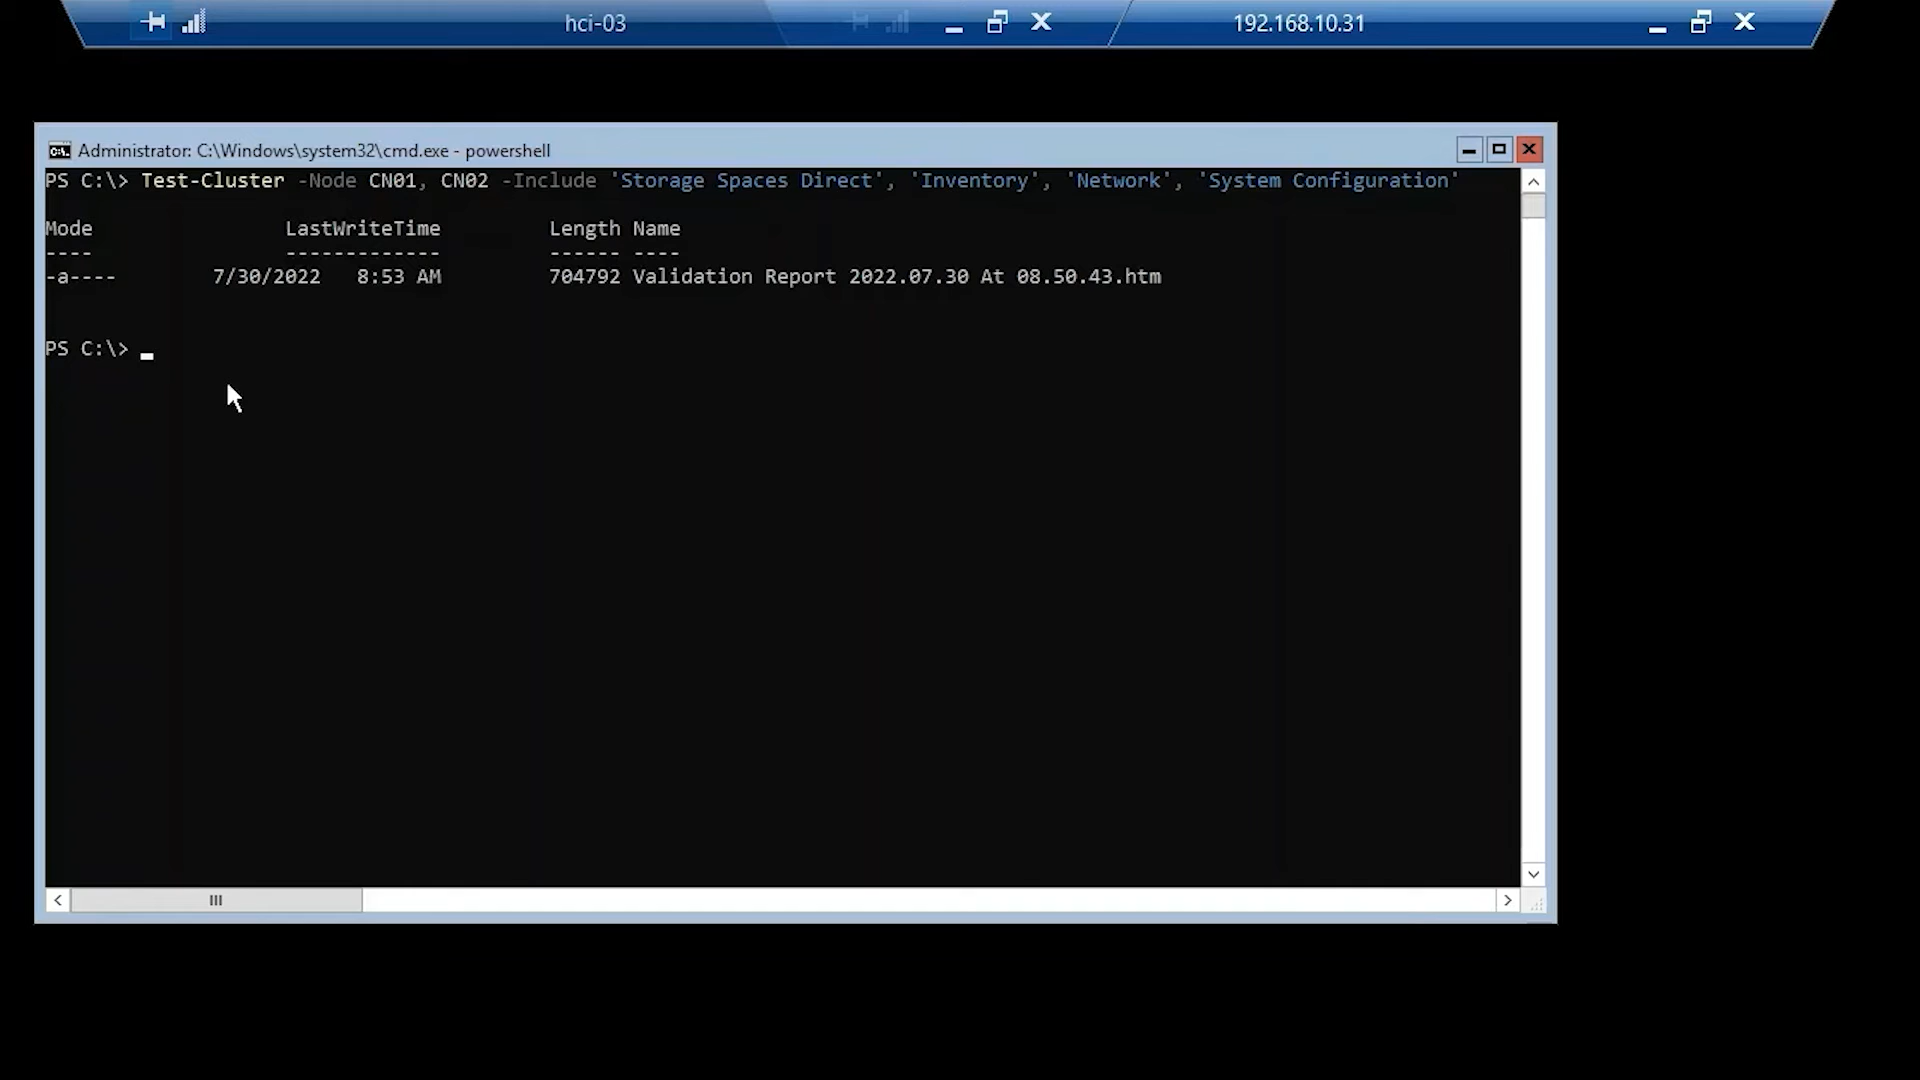 hci-03
192.168.10.31
Administrator: C:\Windows\system32\cmd.exe - powershell
PS C:\> Test-Cluster -Node CN01, CN02 -Include 'Storage Spaces Direct', 'Inventory', 'Network', 'System Configuration'
Mode LastWriteTime Length Name
---- ------------- ------ ----
-a---- 7/30/2022 8:53 AM 704792 Validation Report 2022.07.30 At 08.50.43.htm
PS C:\>